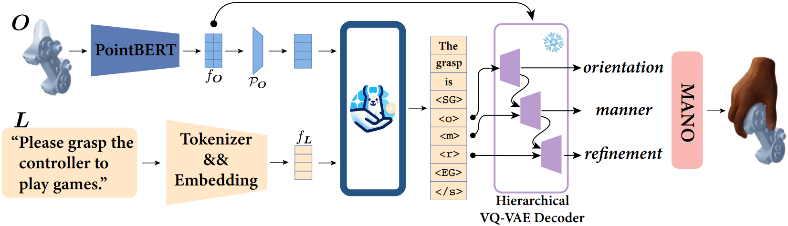 O
PointBERT
f_O
P_O
L
"Please grasp the
controller to
play games."
Tokenizer
&&
Embedding
f_L
The
grasp
is
<SG>
<o>
<m>
<r>
<EG>
</s>
orientation
manner
refinement
Hierarchical
VQ-VAE Decoder
MANO